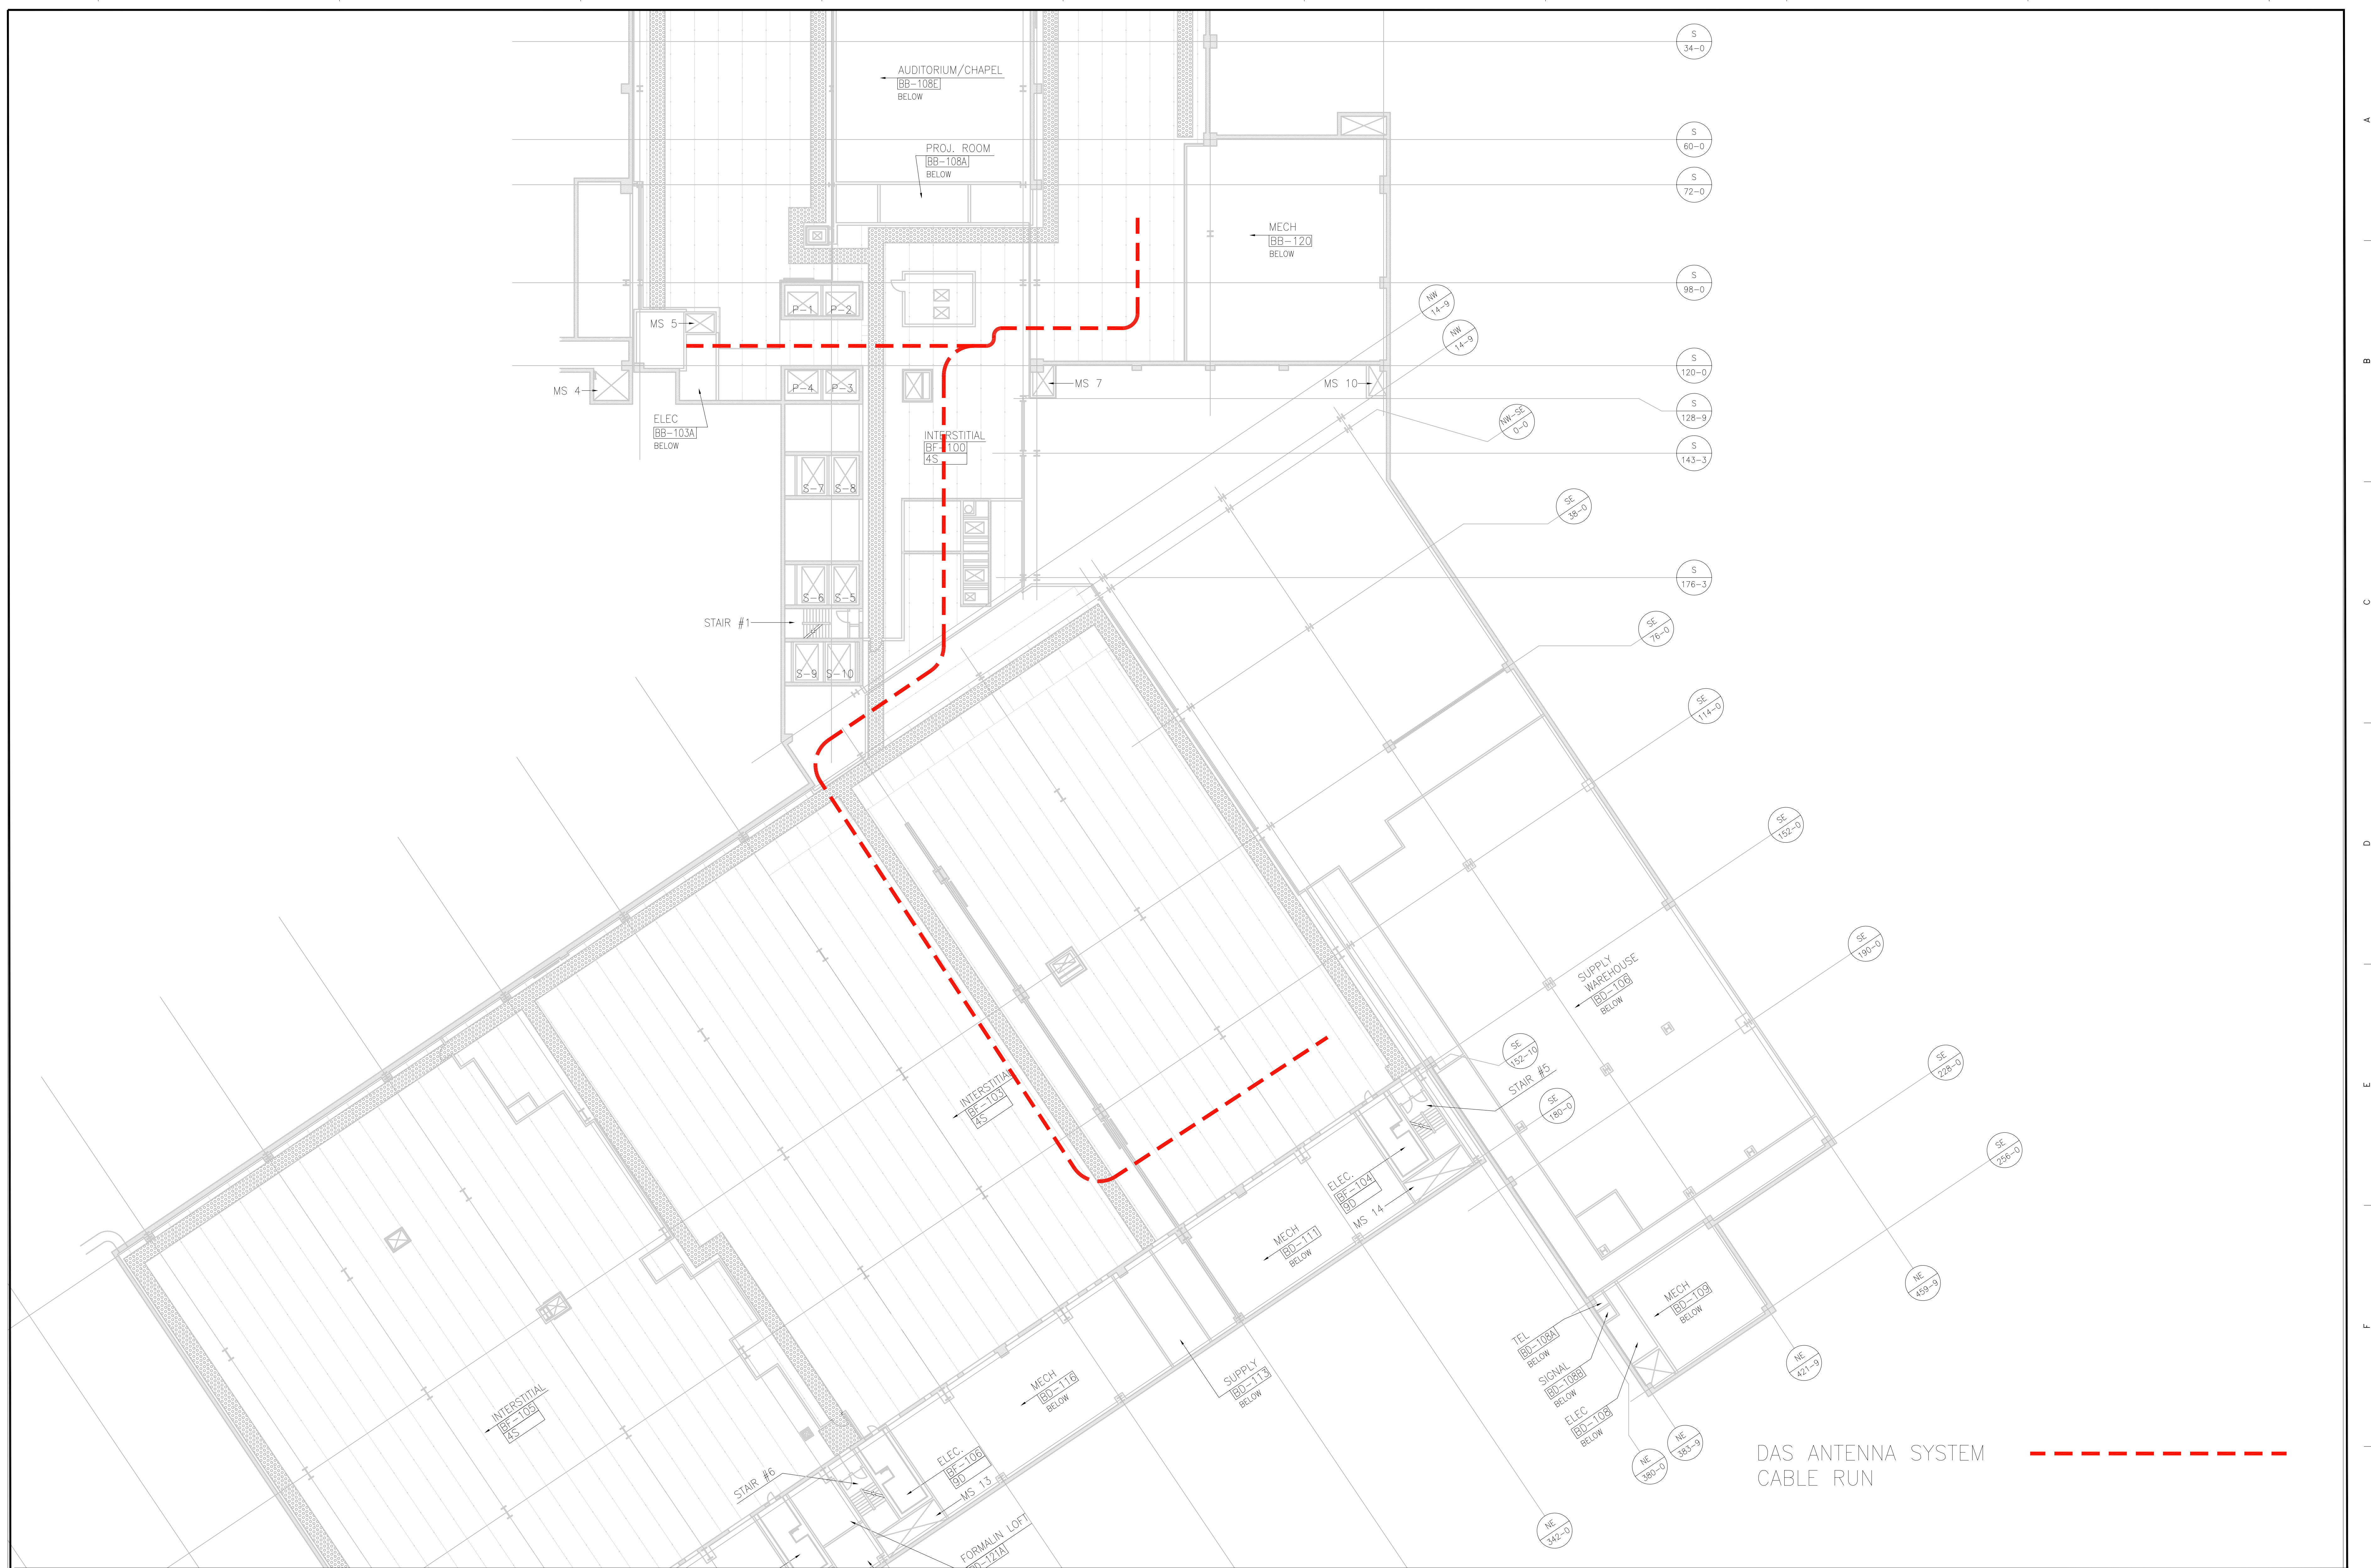 S
34-0
AUDITORIUM/CHAPEL
BB-108E
BELOW
A
S
60-0
PROJ. ROOM
BB-108A
BELOW
S
72-0
MECH
BB-120
BELOW
S
98-0
NW
14-9
P-1
P-2
MS 5
NW
14-9
B
S
120-0
MS 4
P-4
P-3
MS 7
MS 10
S
128-9
ELEC
BB-103A
BELOW
NW-SE
0-0
INTERSTITIAL
BF-100
4S
S
143-3
S-7
S-8
SE
38-0
S
176-3
S-6
S-5
C
STAIR #1
SE
76-0
S-9
S-10
SE
114-0
SE
152-0
D
SE
190-0
SUPPLY
WAREHOUSE
BD-106
BELOW
SE
152-10
STAIR #5
SE
228-0
E
INTERSTITIAL
BF-103
4S
SE
180-0
SE
256-0
ELEC.
BF-104
9D
MS 14
MECH
BD-111
BELOW
NE
459-9
MECH
BD-109
BELOW
TEL
BD-108A
BELOW
F
SIGNAL
BD-108B
BELOW
NE
421-9
MECH
BD-116
BELOW
SUPPLY
BD-113
BELOW
INTERSTITIAL
BF-105
4S
ELEC
BD-108
BELOW
NE
383-9
NE
380-0
DAS ANTENNA SYSTEM
CABLE RUN
STAIR #6
ELEC.
BF-106
9D
MS 13
NE
342-0
FORMALIN LOFT
BD-121A